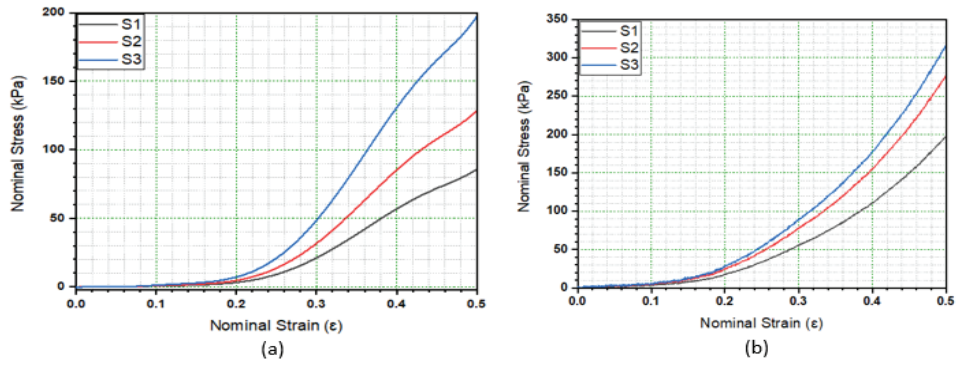 200
150
100
50
0
Nominal Stress (kPa)
S1
S2
S3
0.0 0.1 0.2 0.3 0.4 0.5
Nominal Strain (ε)
(a)
350
300
250
200
150
100
50
0
Nominal Stress (kPa)
S1
S2
S3
0.0 0.1 0.2 0.3 0.4 0.5
Nominal Strain (ε)
(b)